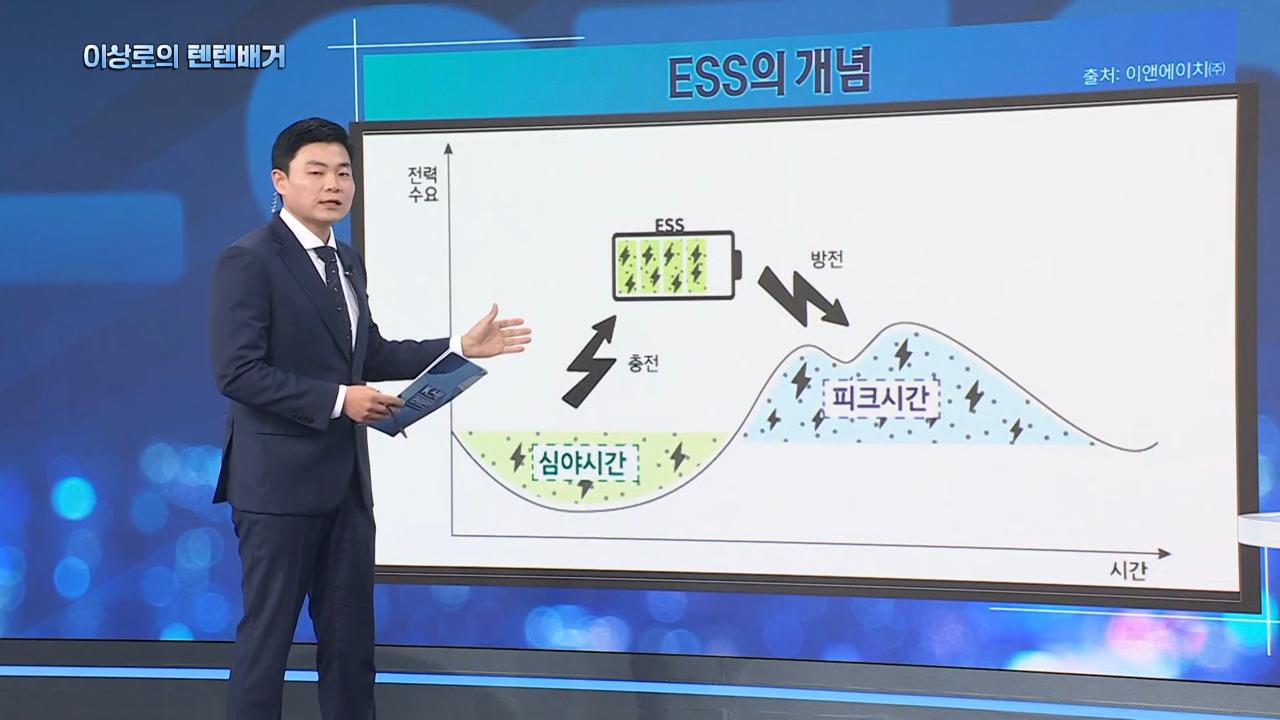 이상로의 텐텐배거
ESS의 개념
출처: 이앤에이치㈜
전력
수요
ESS
방전
충전
피크시간
심야시간
시간